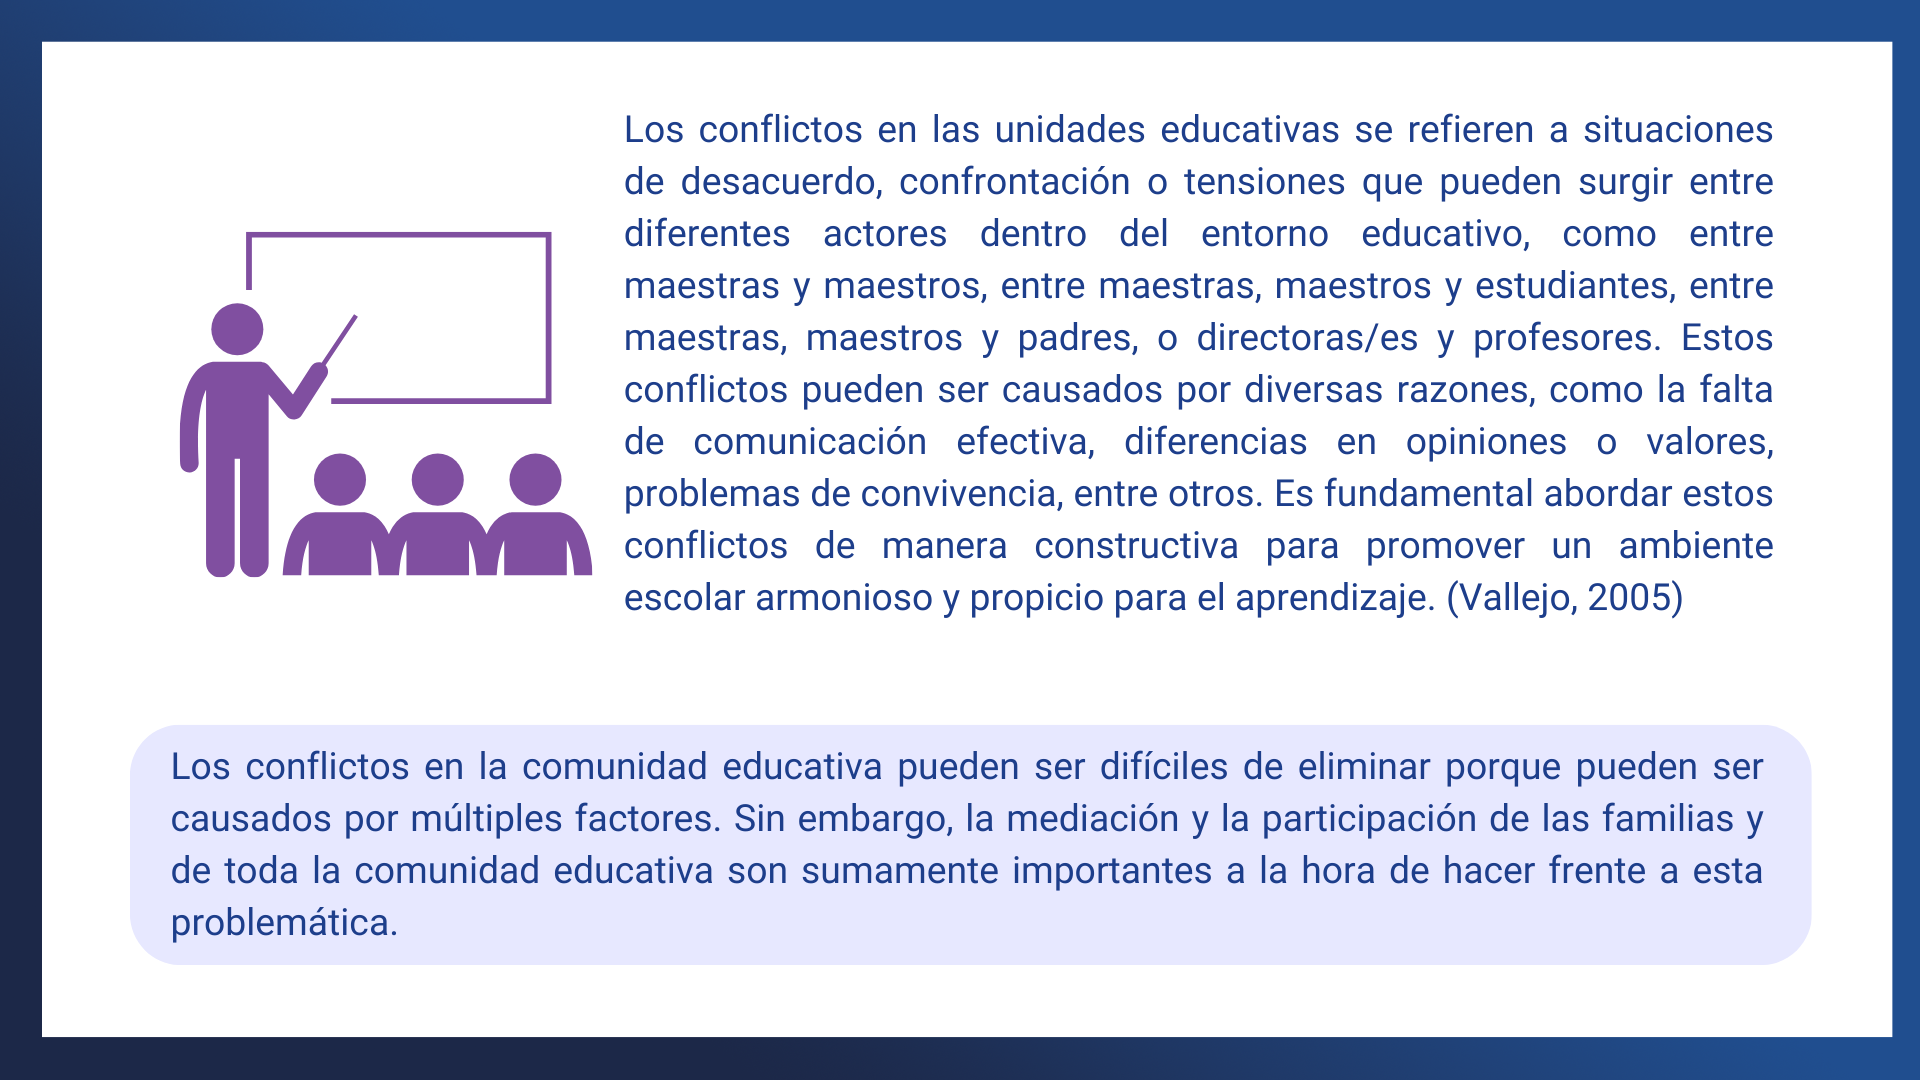 Los conflictos en las unidades educativas se refieren a situaciones
de desacuerdo, confrontación o tensiones que pueden surgir entre
diferentes actores dentro del entorno educativo, como entre
maestras y maestros, entre maestras, maestros y estudiantes, entre
maestras, maestros y padres, o directoras/es y profesores. Estos
conflictos pueden ser causados por diversas razones, como la falta
de comunicación efectiva, diferencias en opiniones o valores,
problemas de convivencia, entre otros. Es fundamental abordar estos
conflictos de manera constructiva para promover un ambiente
escolar armonioso y propicio para el aprendizaje. (Vallejo, 2005)
Los conflictos en la comunidad educativa pueden ser difíciles de eliminar porque pueden ser
causados por múltiples factores. Sin embargo, la mediación y la participación de las familias y
de toda la comunidad educativa son sumamente importantes a la hora de hacer frente a esta
problemática.